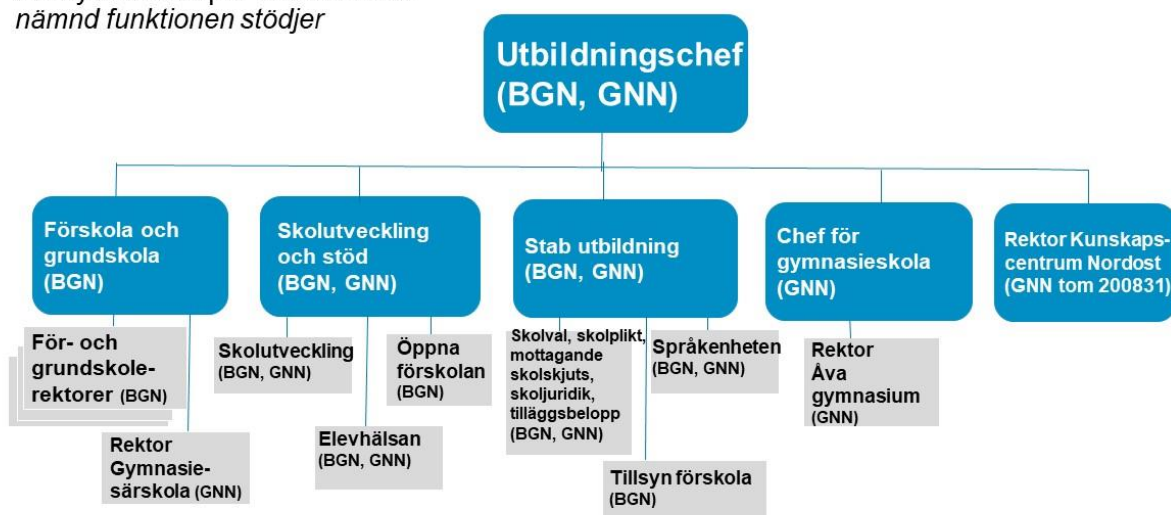 nämnd funktionen stödjer
Utbildningschef
(BGN, GNN)
Förskola och
grundskola
(BGN)
Skolutveckling
och stöd
(BGN, GNN)
Stab utbildning
(BGN, GNN)
Chef för
gymnasieskola
(GNN)
Rektor Kunskaps-
centrum Nordost
(GNN tom 200831)
För- och
grundskole-
rektorer (BGN)
Rektor
Gymnasie-
särskola (GNN)
Skolutveckling
(BGN, GNN)
Elevhälsan
(BGN, GNN)
Öppna
förskolan
(BGN)
Skolval, skolplikt,
mottagande
skolskjuts,
skoljuridik,
tilläggsbelopp
(BGN, GNN)
Tillsyn förskola
(BGN)
Språkenheten
(BGN, GNN)
Rektor
Åva
gymnasium
(GNN)